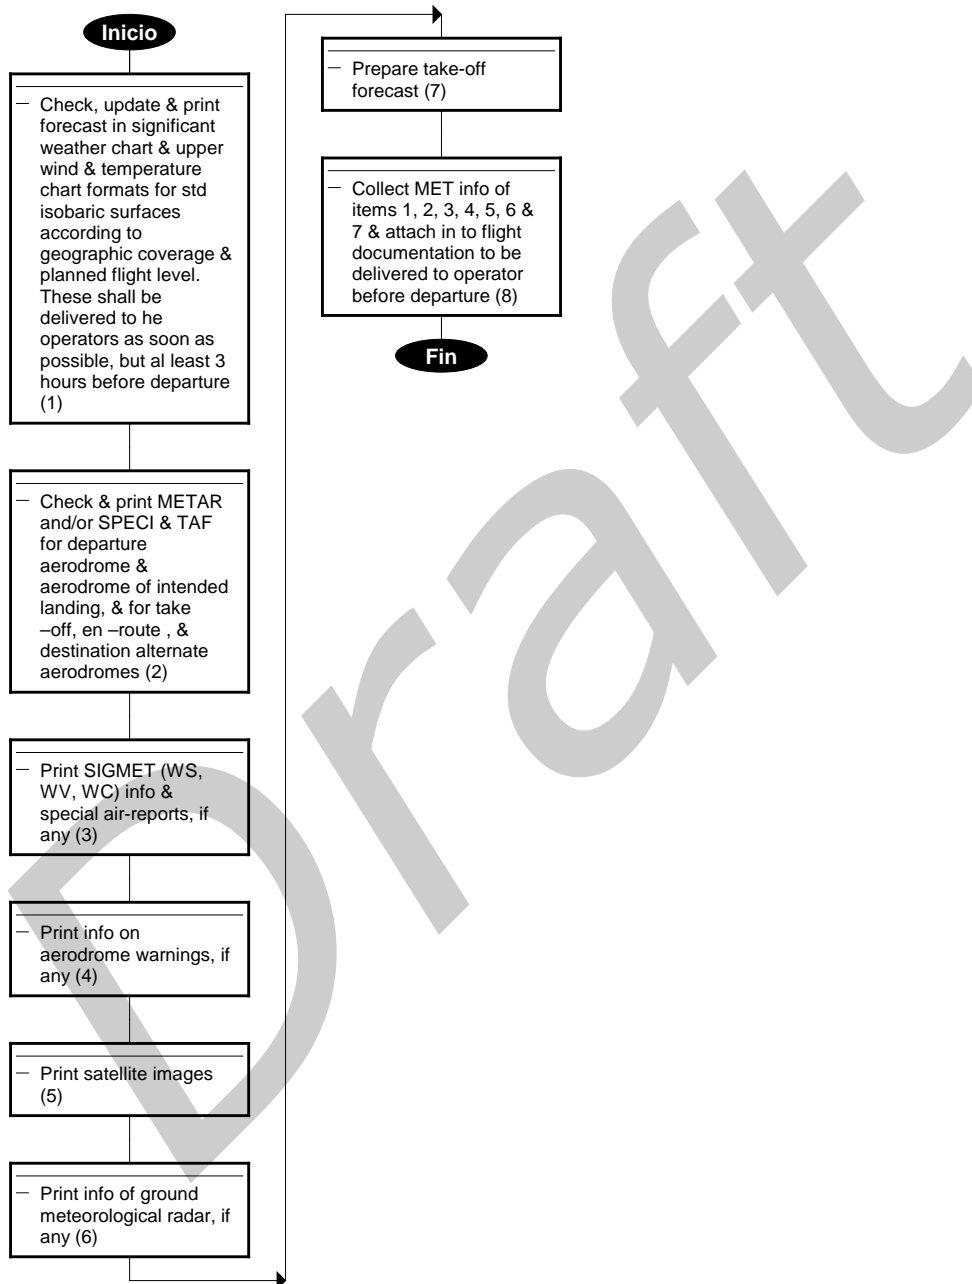 Inicio
— Check, update & print
forecast in significant
weather chart & upper
wind & temperature
chart formats for std
isobaric surfaces
according to
geographic coverage &
planned flight level.
These shall be
delivered to he
operators as soon as
possible, but al least 3
hours before departure
(1)
— Check & print METAR
and/or SPECI & TAF
for departure
aerodrome &
aerodrome of intended
landing, & for take
–off, en –route , &
destination alternate
aerodromes (2)
— Print SIGMET (WS,
WV, WC) info &
special air-reports, if
any (3)
— Print info on
aerodrome warnings, if
any (4)
— Print satellite images
(5)
— Print info of ground
meteorological radar, if
any (6)
— Prepare take-off
forecast (7)
— Collect MET info of
items 1, 2, 3, 4, 5, 6 &
7 & attach in to flight
documentation to be
delivered to operator
before departure (8)
Fin
Draft